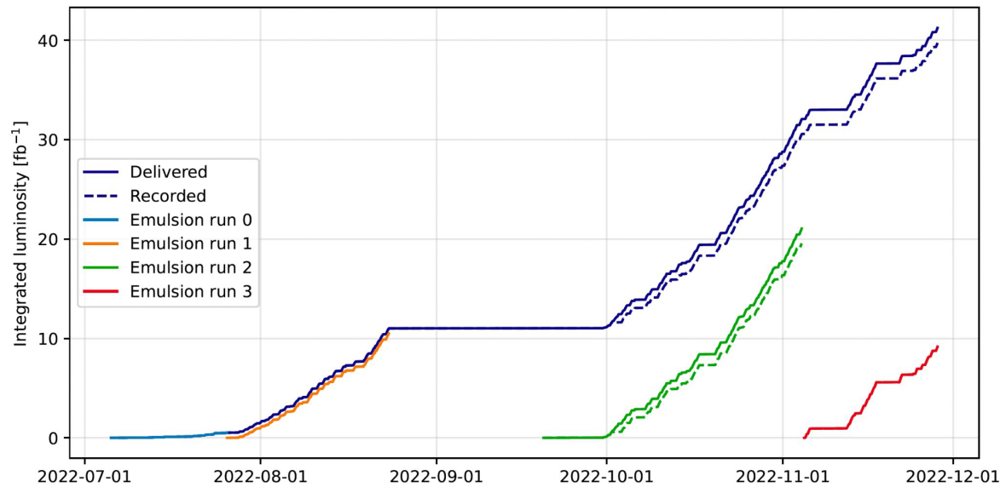 Integrated luminosity [fb⁻¹]
40
30
20
10
0
Delivered
Recorded
Emulsion run 0
Emulsion run 1
Emulsion run 2
Emulsion run 3
2022-07-01 2022-08-01 2022-09-01 2022-10-01 2022-11-01 2022-12-01